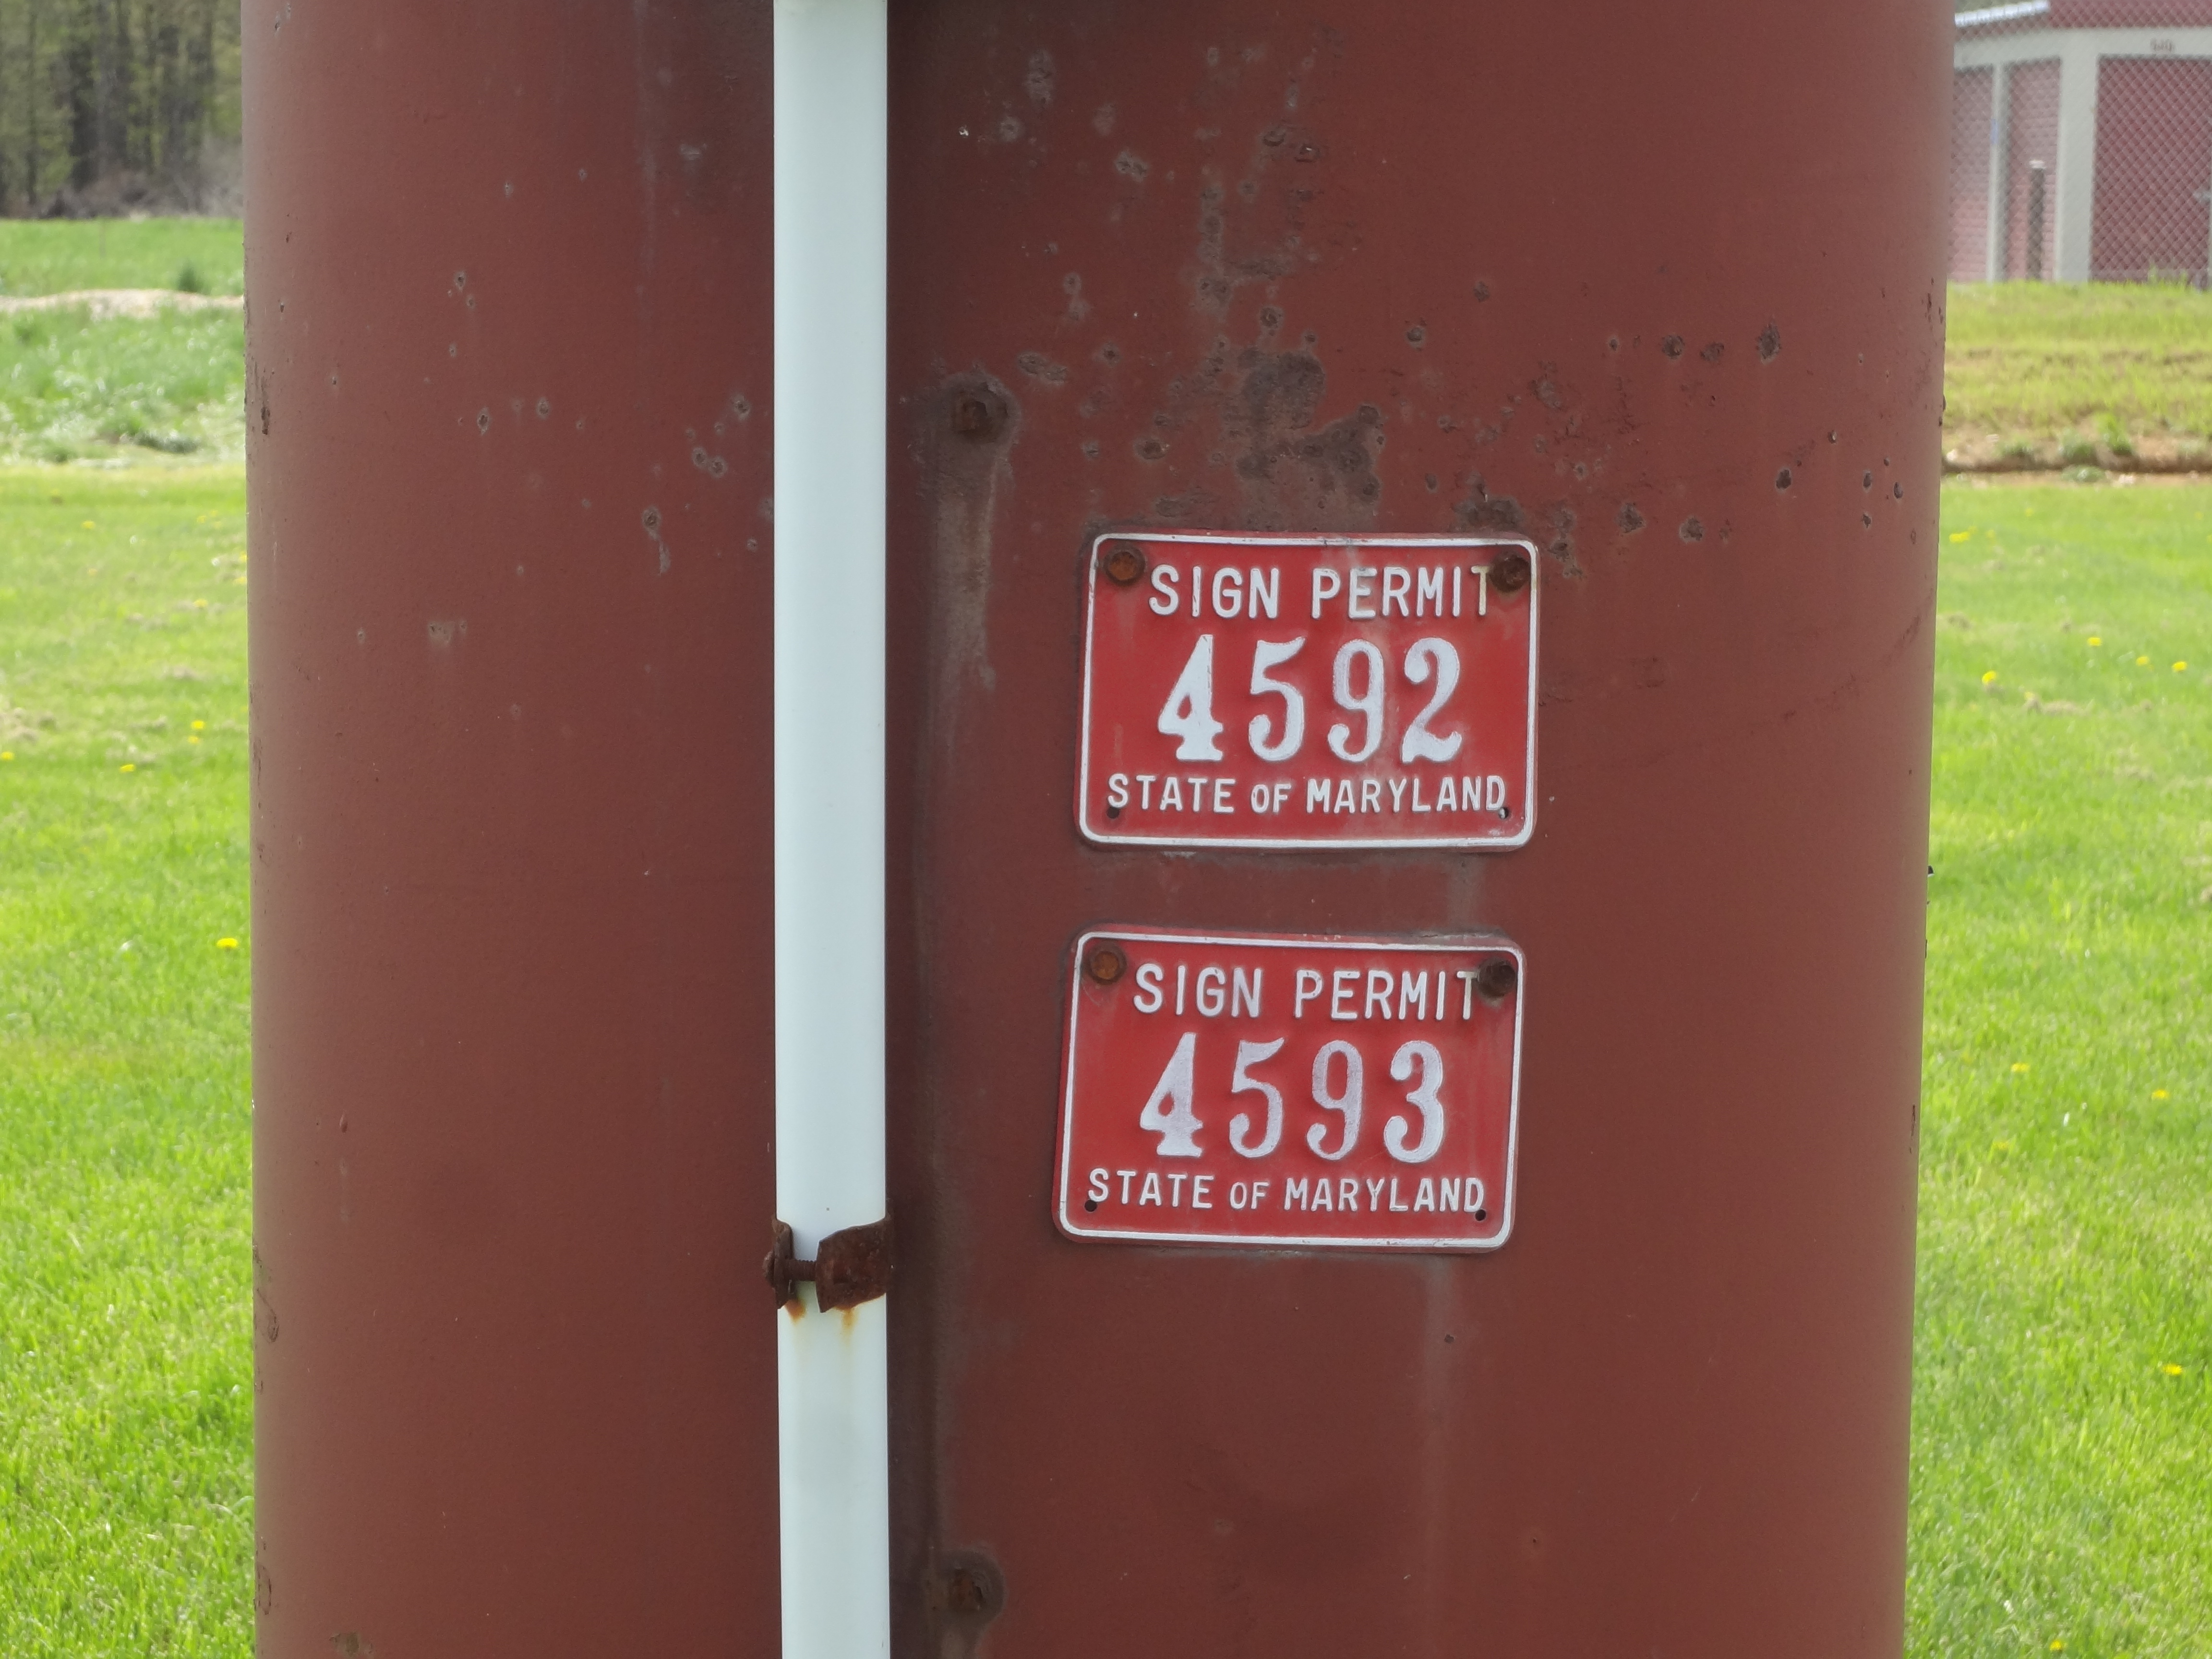 SIGN PERMIT
4592
STATE OF MARYLAND
SIGN PERMIT
4593
STATE OF MARYLAND